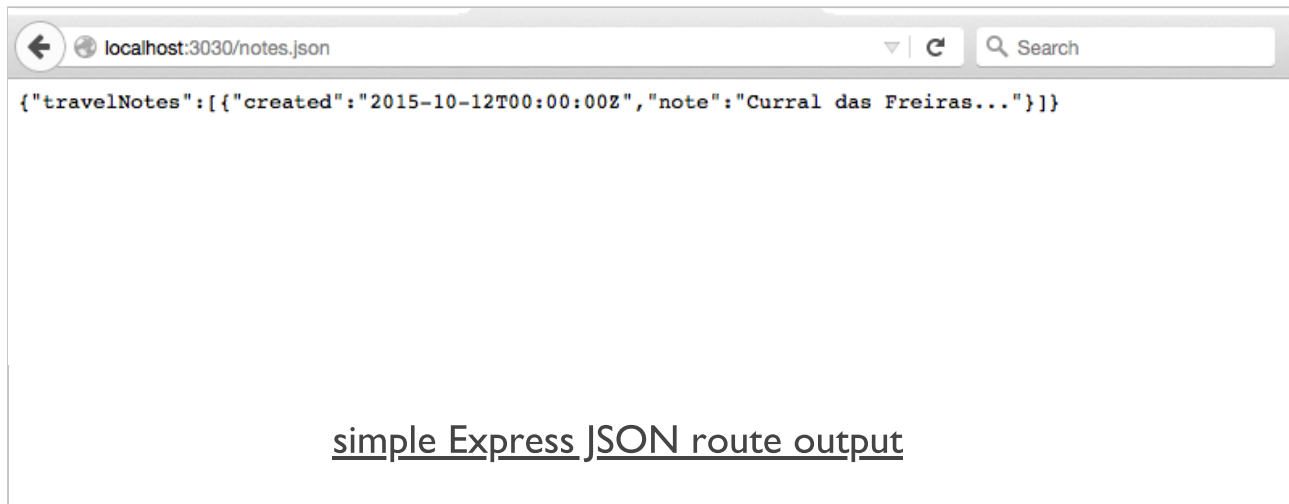 localhost:3030/notes.json
Search
{"travelNotes":[{"created":"2015-10-12T00:00:00Z","note":"Curral das Freiras..."}]}
simple Express JSON route output